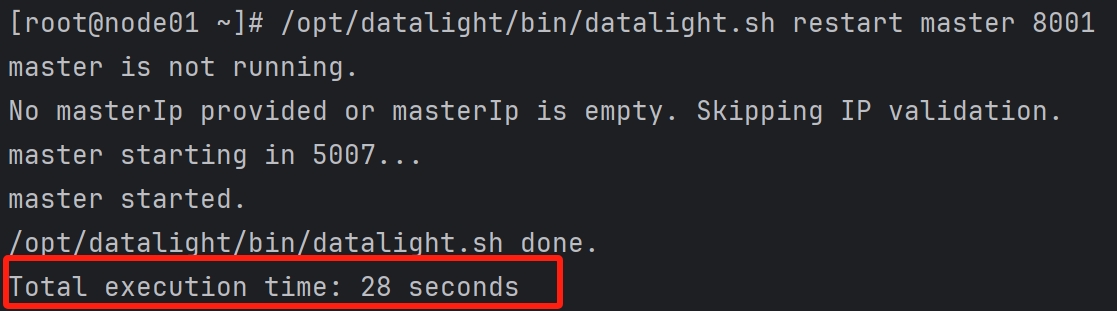 [root@node01 ~]# /opt/datalight/bin/datalight.sh restart master 8001
master is not running.
No masterIp provided or masterIp is empty. Skipping IP validation.
master starting in 5007...
master started.
/opt/datalight/bin/datalight.sh done.
Total execution time: 28 seconds